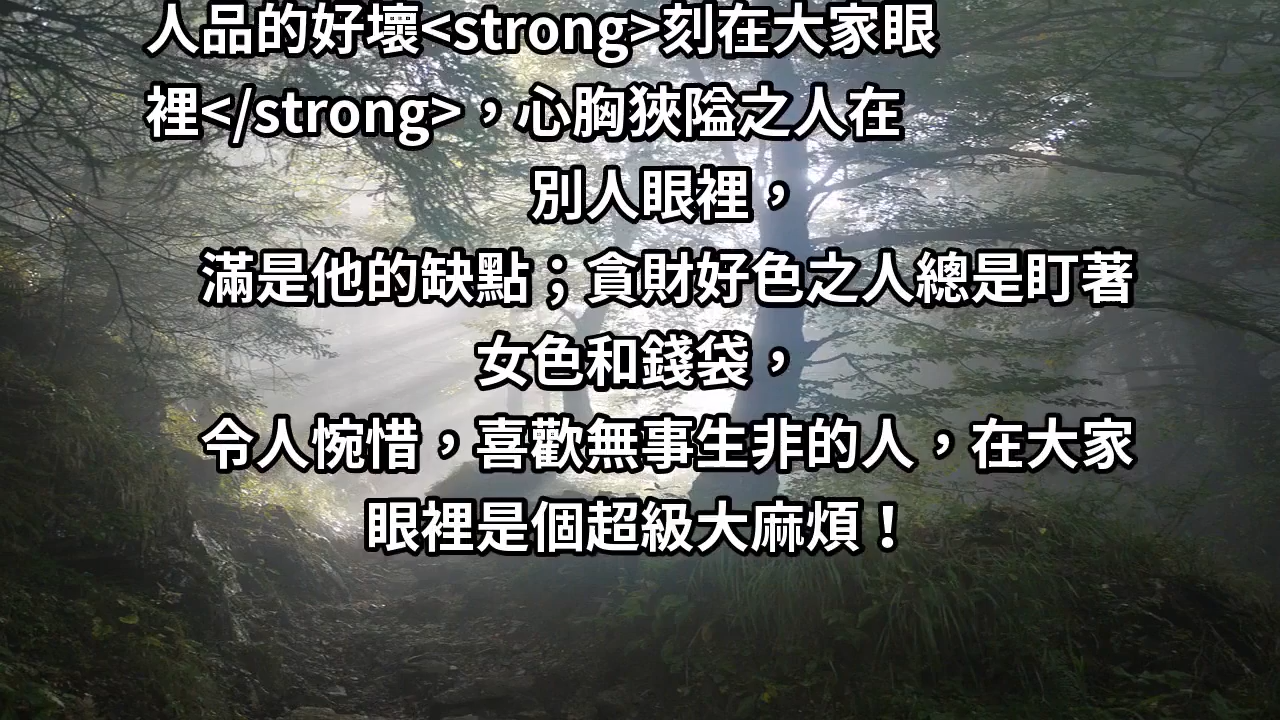 人品的好壞<strong>刻在大家眼
裡</strong>，心胸狹隘之人在
別人眼裡，
滿是他的缺點；貪財好色之人總是盯著
女色和錢袋，
令人惋惜，喜歡無事生非的人，在大家
眼裡是個超級大麻煩！